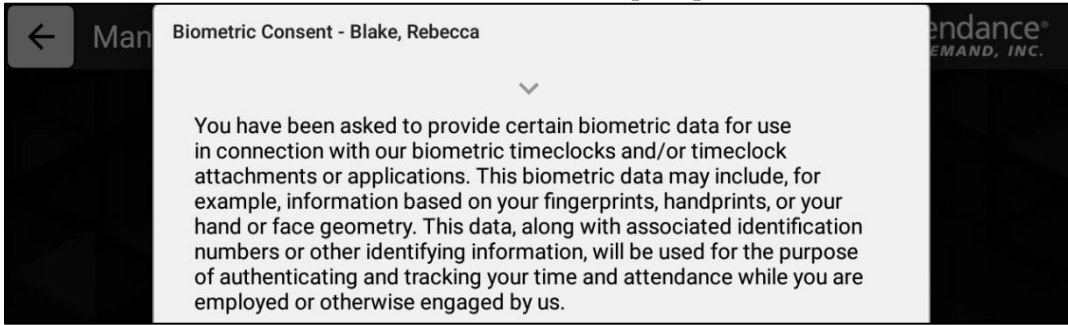 Man
Biometric Consent - Blake, Rebecca
endance®
EMAND, INC.
You have been asked to provide certain biometric data for use
in connection with our biometric timeclocks and/or timeclock
attachments or applications. This biometric data may include, for
example, information based on your fingerprints, handprints, or your
hand or face geometry. This data, along with associated identification
numbers or other identifying information, will be used for the purpose
of authenticating and tracking your time and attendance while you are
employed or otherwise engaged by us.